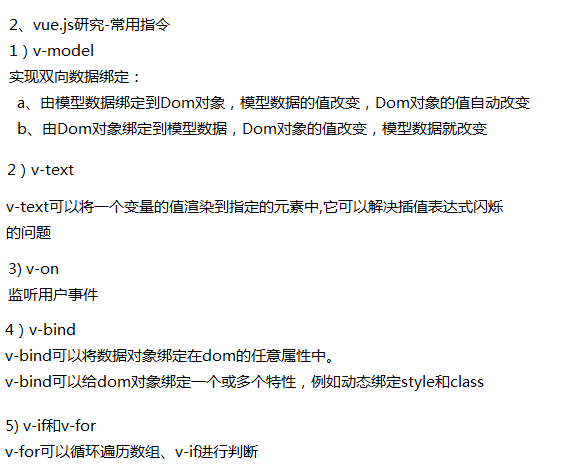 2、vue.js研究-常用指令
1）v-model
实现双向数据绑定：
a、由模型数据绑定到Dom对象，模型数据的值改变，Dom对象的值自动改变
b、由Dom对象绑定到模型数据，Dom对象的值改变，模型数据就改变
2）v-text
v-text可以将一个变量的值渲染到指定的元素中,它可以解决插值表达式闪烁
的问题
3) v-on
监听用户事件
4）v-bind
v-bind可以将数据对象绑定在dom的任意属性中。
v-bind可以给dom对象绑定一个或多个特性，例如动态绑定style和class
5) v-if和v-for
v-for可以循环遍历数组、v-if进行判断